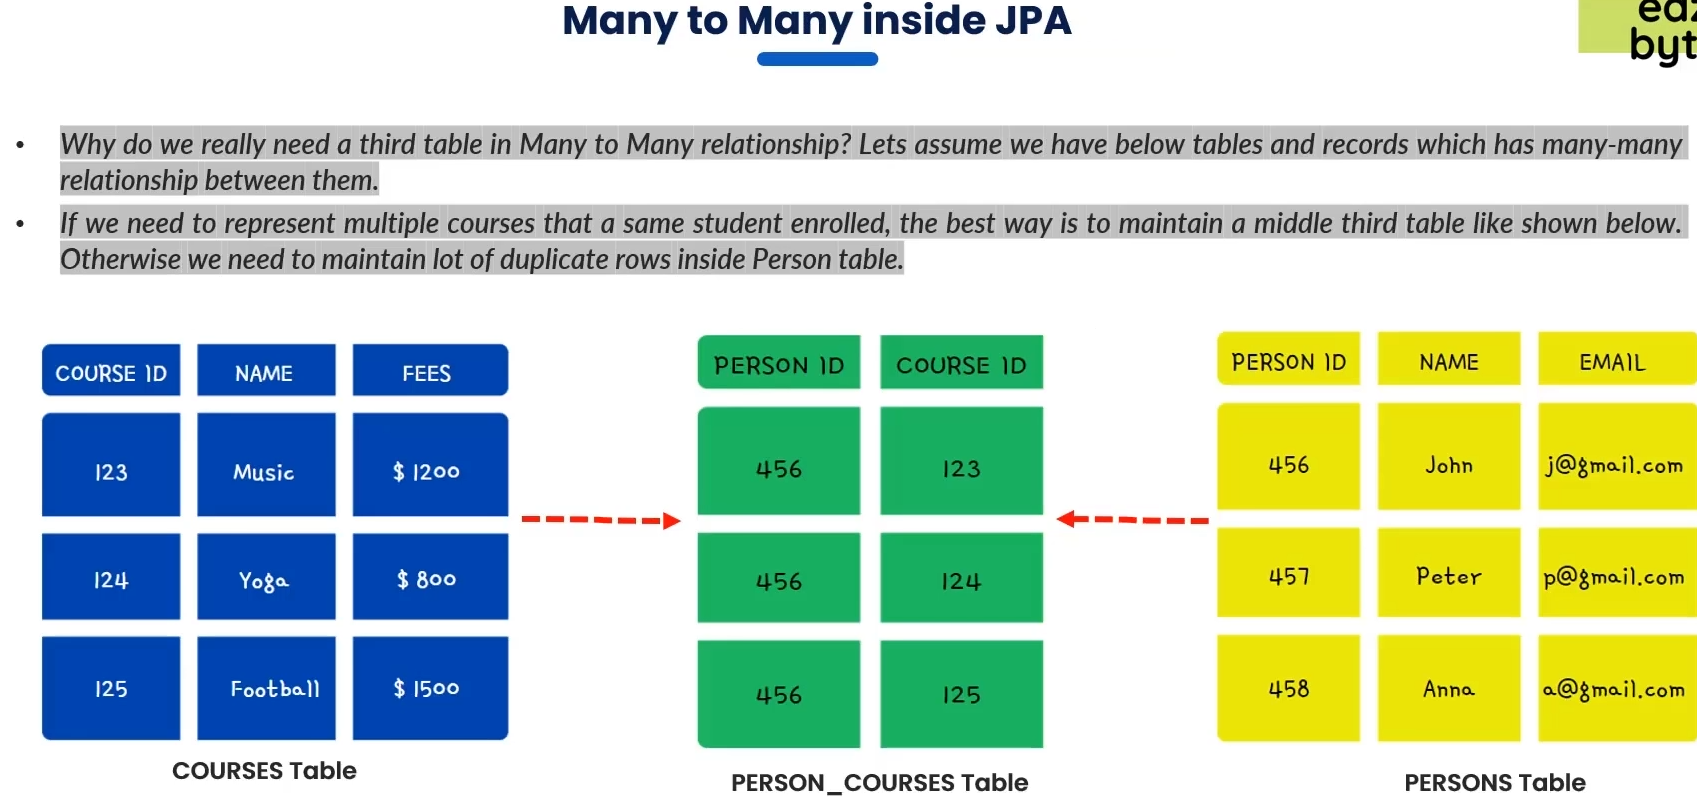 Many to Many inside JPA
• Why do we really need a third table in Many to Many relationship? Lets assume we have below tables and records which has many-many
relationship between them.
• If we need to represent multiple courses that a same student enrolled, the best way is to maintain a middle third table like shown below.
Otherwise we need to maintain lot of duplicate rows inside Person table.
COURSE ID NAME FEES
123 Music $ 1200
124 Yoga $ 800
125 Football $ 1500
COURSES Table
PERSON ID COURSE ID
456 123
456 124
456 125
PERSON_COURSES Table
PERSON ID NAME EMAIL
456 John j@gmail.com
457 Peter p@gmail.com
458 Anna a@gmail.com
PERSONS Table